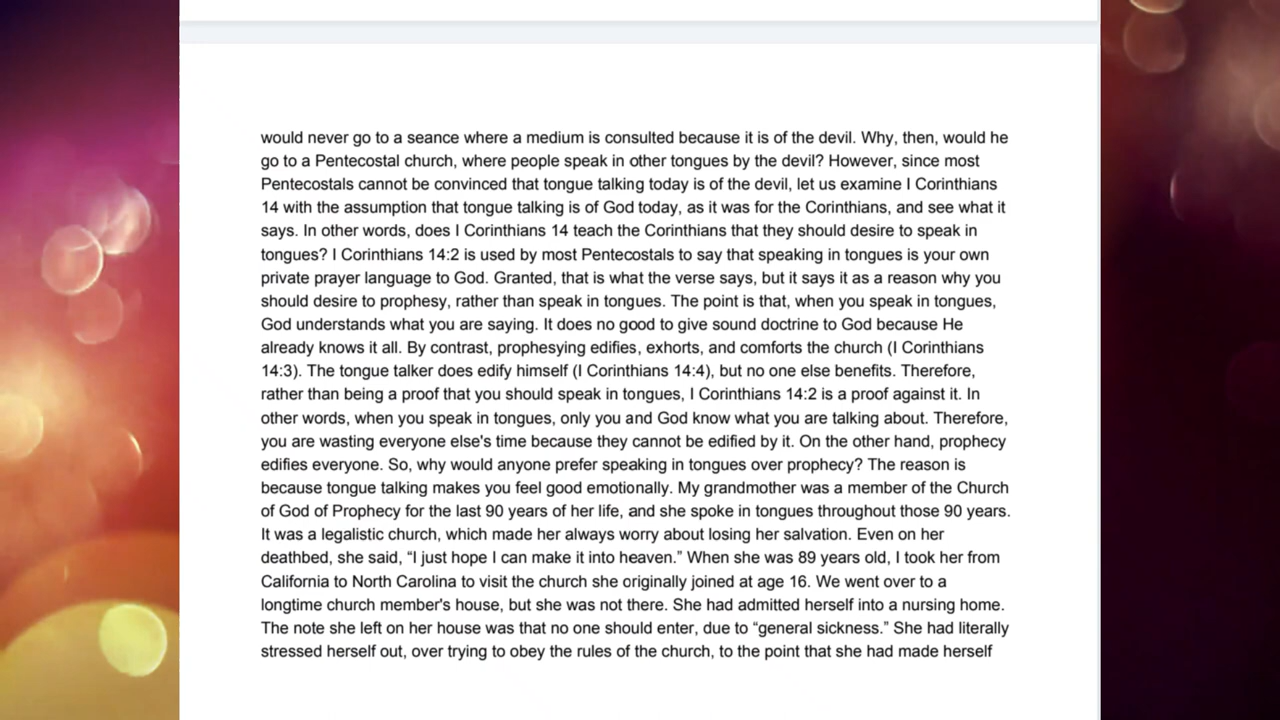 would never go to a seance where a medium is consulted because it is of the devil. Why, then, would he
go to a Pentecostal church, where people speak in other tongues by the devil? However, since most
Pentecostals cannot be convinced that tongue talking today is of the devil, let us examine I Corinthians
14 with the assumption that tongue talking is of God today, as it was for the Corinthians, and see what it
says. In other words, does I Corinthians 14 teach the Corinthians that they should desire to speak in
tongues? I Corinthians 14:2 is used by most Pentecostals to say that speaking in tongues is your own
private prayer language to God. Granted, that is what the verse says, but it says it as a reason why you
should desire to prophesy, rather than speak in tongues. The point is that, when you speak in tongues,
God understands what you are saying. It does no good to give sound doctrine to God because He
already knows it all. By contrast, prophesying edifies, exhorts, and comforts the church (I Corinthians
14:3). The tongue talker does edify himself (I Corinthians 14:4), but no one else benefits. Therefore,
rather than being a proof that you should speak in tongues, I Corinthians 14:2 is a proof against it. In
other words, when you speak in tongues, only you and God know what you are talking about. Therefore,
you are wasting everyone else's time because they cannot be edified by it. On the other hand, prophecy
edifies everyone. So, why would anyone prefer speaking in tongues over prophecy? The reason is
because tongue talking makes you feel good emotionally. My grandmother was a member of the Church
of God of Prophecy for the last 90 years of her life, and she spoke in tongues throughout those 90 years.
It was a legalistic church, which made her always worry about losing her salvation. Even on her
deathbed, she said, “I just hope I can make it into heaven.” When she was 89 years old, I took her from
California to North Carolina to visit the church she originally joined at age 16. We went over to a
longtime church member's house, but she was not there. She had admitted herself into a nursing home.
The note she left on her house was that no one should enter, due to “general sickness.” She had literally
stressed herself out, over trying to obey the rules of the church, to the point that she had made herself